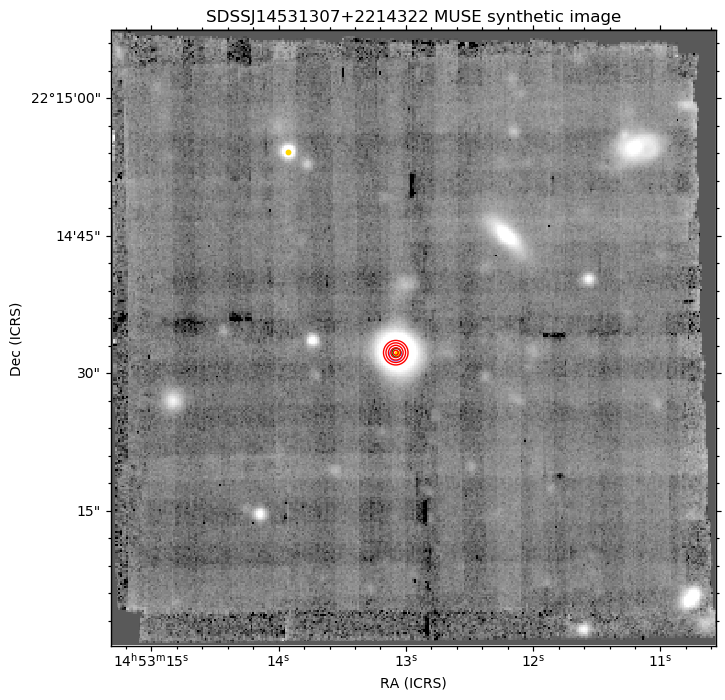 SDSSJ14531307+2214322 MUSE synthetic image
22°15'00"
14'45"
30"
15"
Dec (ICRS)
14ʰ53ᵐ15ˢ 14ˢ 13ˢ 12ˢ 11ˢ
RA (ICRS)